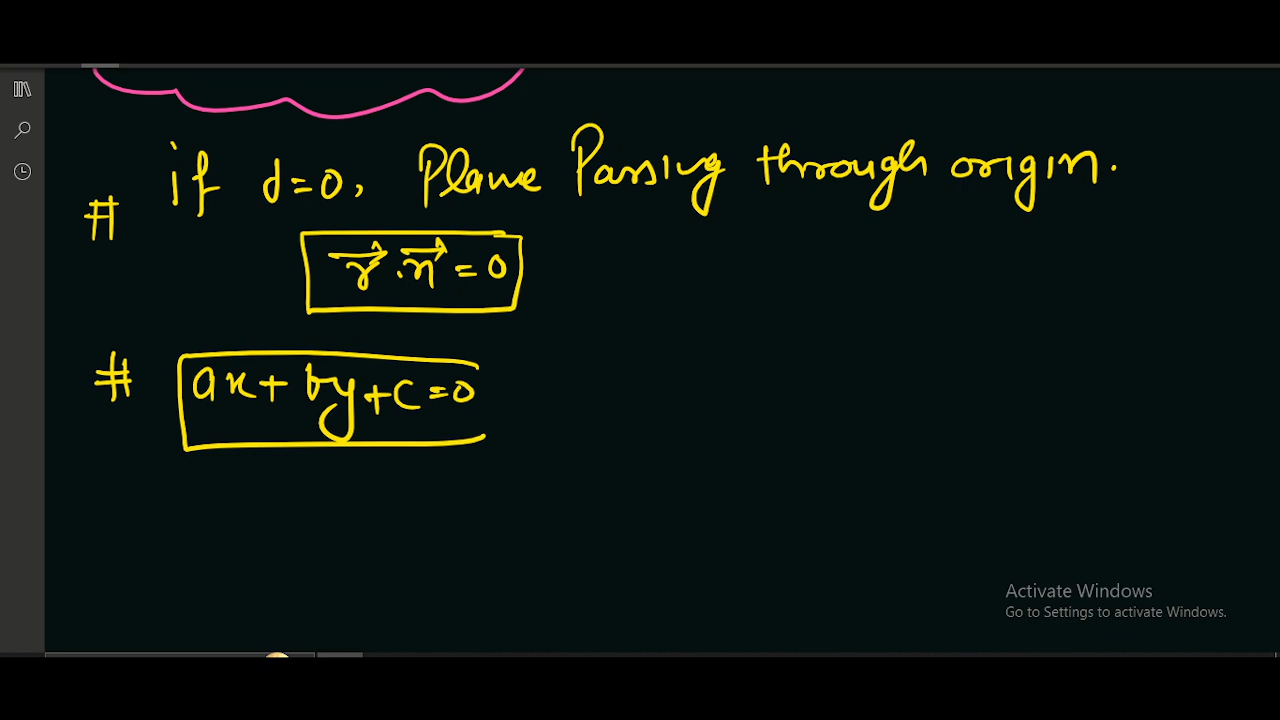 # if d=0, Plane Passing through origin.
r⃗ . n⃗ = 0
# ax + by + c = 0
Activate Windows
Go to Settings to activate Windows.